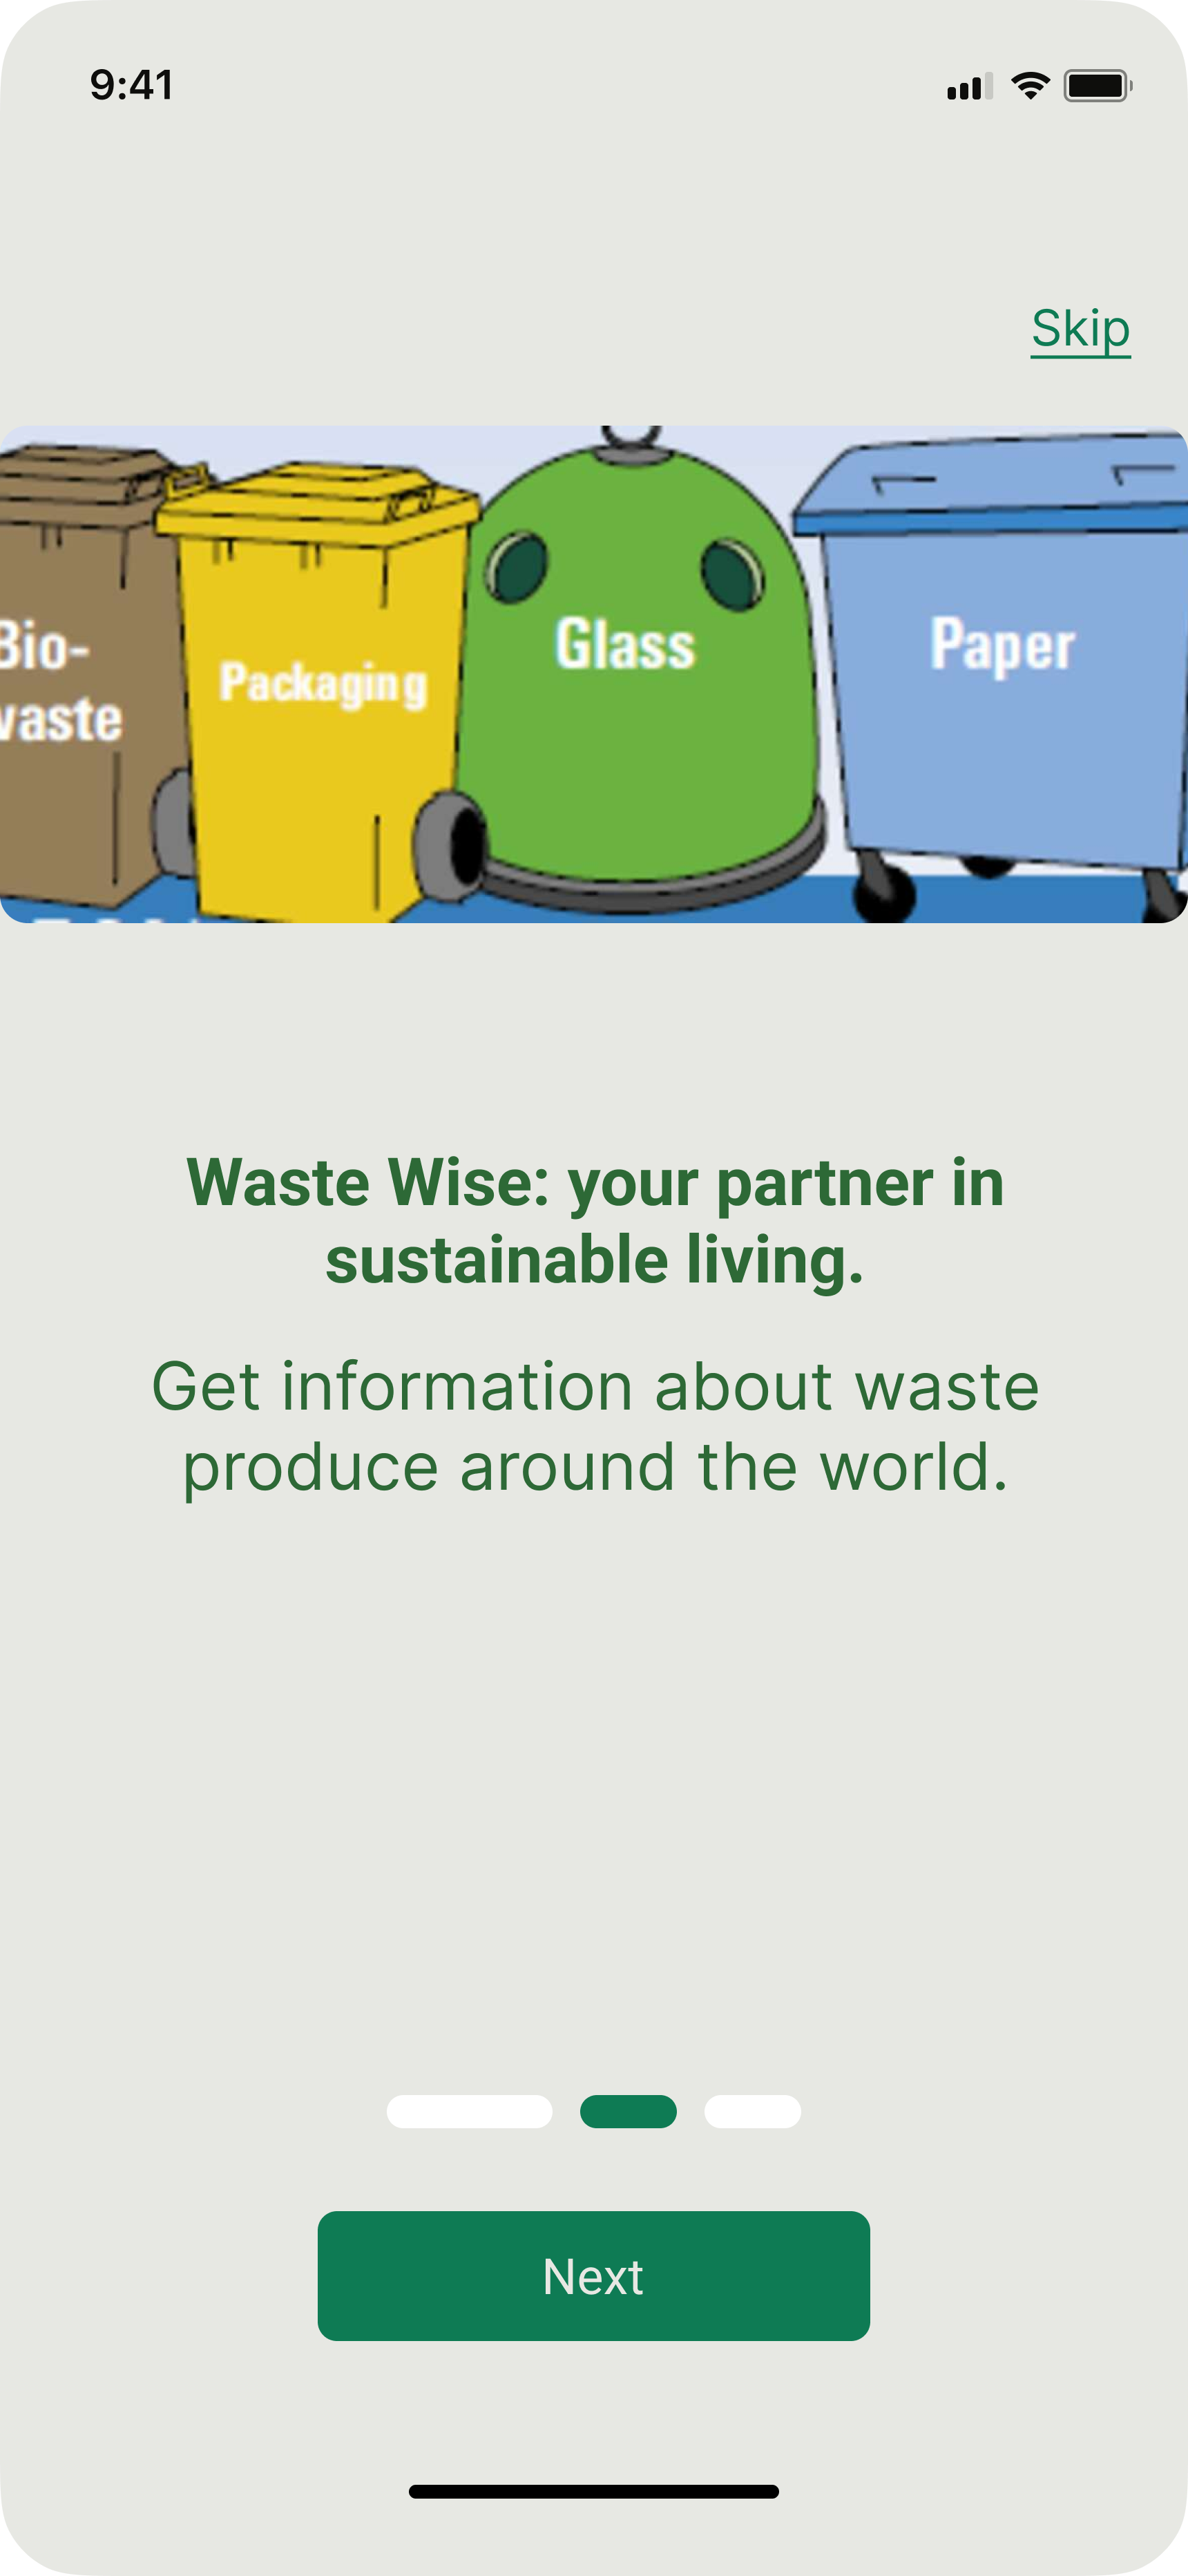 9:41
Skip
Bio-
waste
Packaging
Glass
Paper
Waste Wise: your partner in
sustainable living.
Get information about waste
produce around the world.
Next